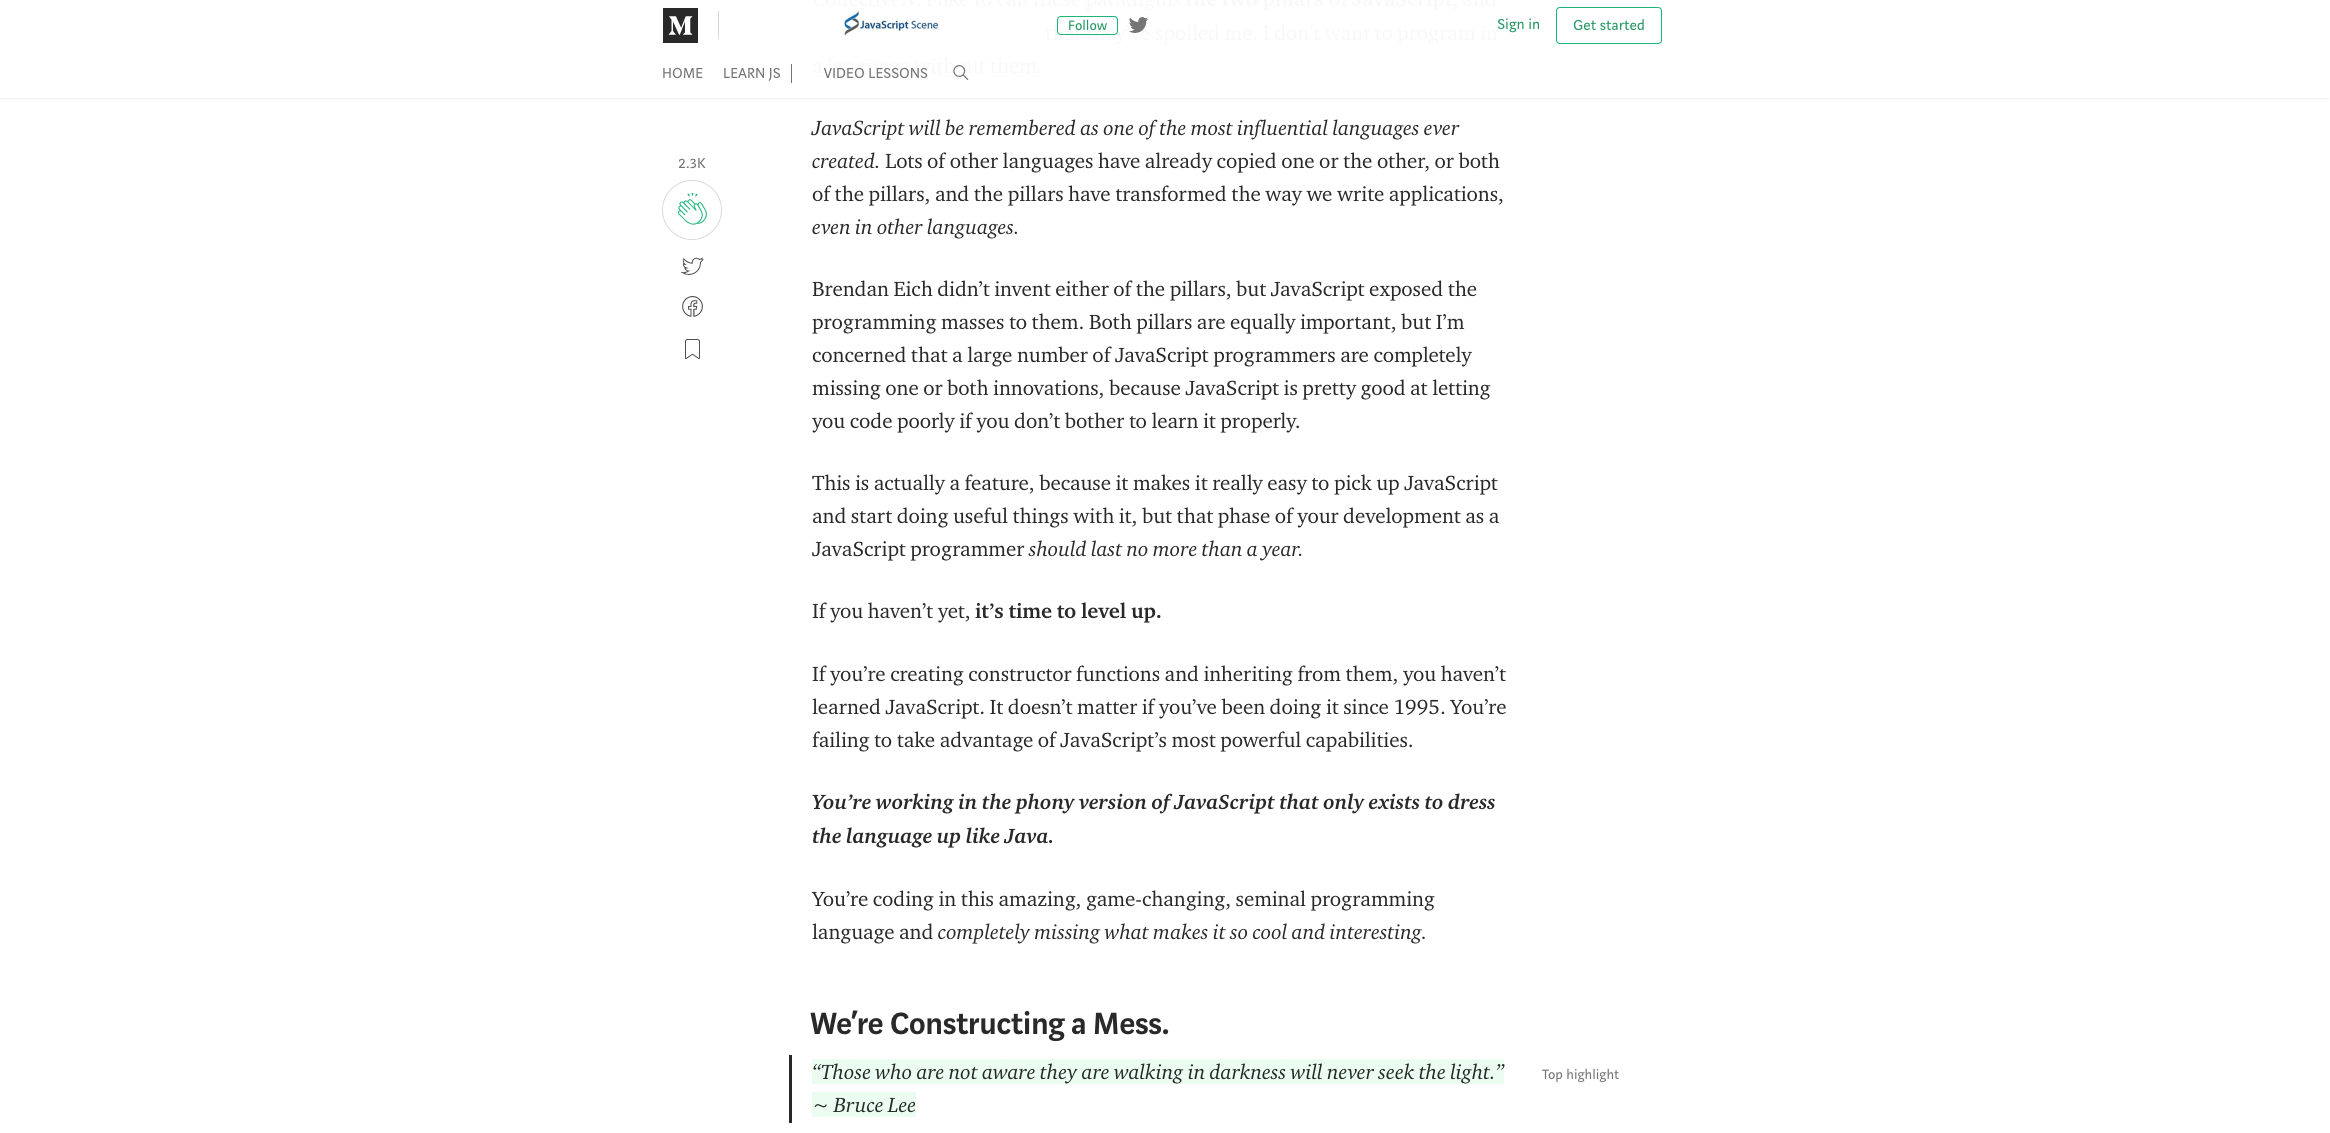 JavaScript Scene
Follow
Sign in
Get started
HOME
LEARN JS
VIDEO LESSONS
JavaScript will be remembered as one of the most influential languages ever
created. Lots of other languages have already copied one or the other, or both
of the pillars, and the pillars have transformed the way we write applications,
even in other languages.
2.3K
Brendan Eich didn’t invent either of the pillars, but JavaScript exposed the
programming masses to them. Both pillars are equally important, but I’m
concerned that a large number of JavaScript programmers are completely
missing one or both innovations, because JavaScript is pretty good at letting
you code poorly if you don’t bother to learn it properly.
This is actually a feature, because it makes it really easy to pick up JavaScript
and start doing useful things with it, but that phase of your development as a
JavaScript programmer should last no more than a year.
If you haven’t yet, it’s time to level up.
If you’re creating constructor functions and inheriting from them, you haven’t
learned JavaScript. It doesn’t matter if you’ve been doing it since 1995. You’re
failing to take advantage of JavaScript’s most powerful capabilities.
You’re working in the phony version of JavaScript that only exists to dress
the language up like Java.
You’re coding in this amazing, game-changing, seminal programming
language and completely missing what makes it so cool and interesting.
We’re Constructing a Mess.
“Those who are not aware they are walking in darkness will never seek the light.”
~ Bruce Lee
Top highlight